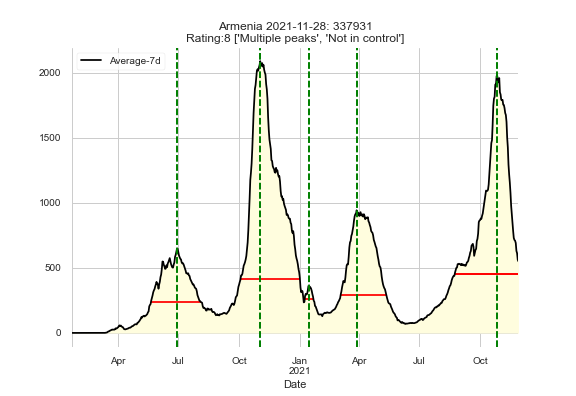 Armenia 2021-11-28: 337931
Rating:8 ['Multiple peaks', 'Not in control']
Average-7d
2000
1500
1000
500
0
Apr Jul Oct Jan Apr Jul Oct
2021
Date